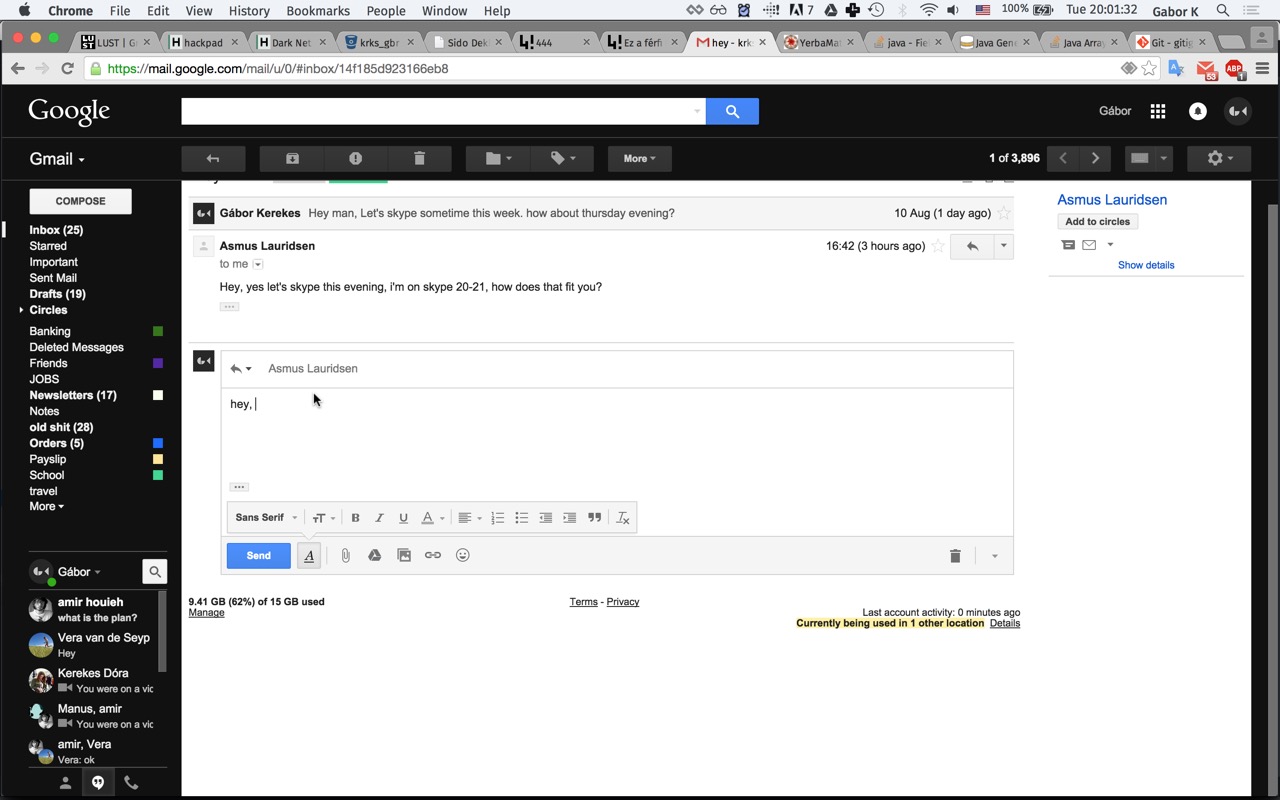 Chrome File Edit View History Bookmarks People Window Help 7 100% Tue 20:01:32 Gabor K
LUST | G hackpad Dark Net krks_gbr Sido Dek 444 Ez a férfi hey - krks YerbaMa java - Fie Java Gene Java Array Git - gitig
https://mail.google.com/mail/u/0/#inbox/14f185d923166eb8 53 ABP 1
Google Gábor
Gmail More 1 of 3,896
COMPOSE
Inbox (25)
Starred
Important
Sent Mail
Drafts (19)
Circles
Banking
Deleted Messages
Friends
JOBS
Newsletters (17)
Notes
old shit (28)
Orders (5)
Payslip
School
travel
More
Gábor
amir houieh
what is the plan?
Vera van de Seyp
Hey
Kerekes Dóra
You were on a vic
Manus, amir
You were on a vic
amir, Vera
Vera: ok
Gábor Kerekes Hey man, Let's skype sometime this week. how about thursday evening? 10 Aug (1 day ago)
Asmus Lauridsen 16:42 (3 hours ago)
to me
Hey, yes let's skype this evening, i'm on skype 20-21, how does that fit you?
Asmus Lauridsen
hey,
Sans Serif
Send
9.41 GB (62%) of 15 GB used
Manage
Terms - Privacy
Last account activity: 0 minutes ago
Currently being used in 1 other location Details
Asmus Lauridsen
Add to circles
Show details